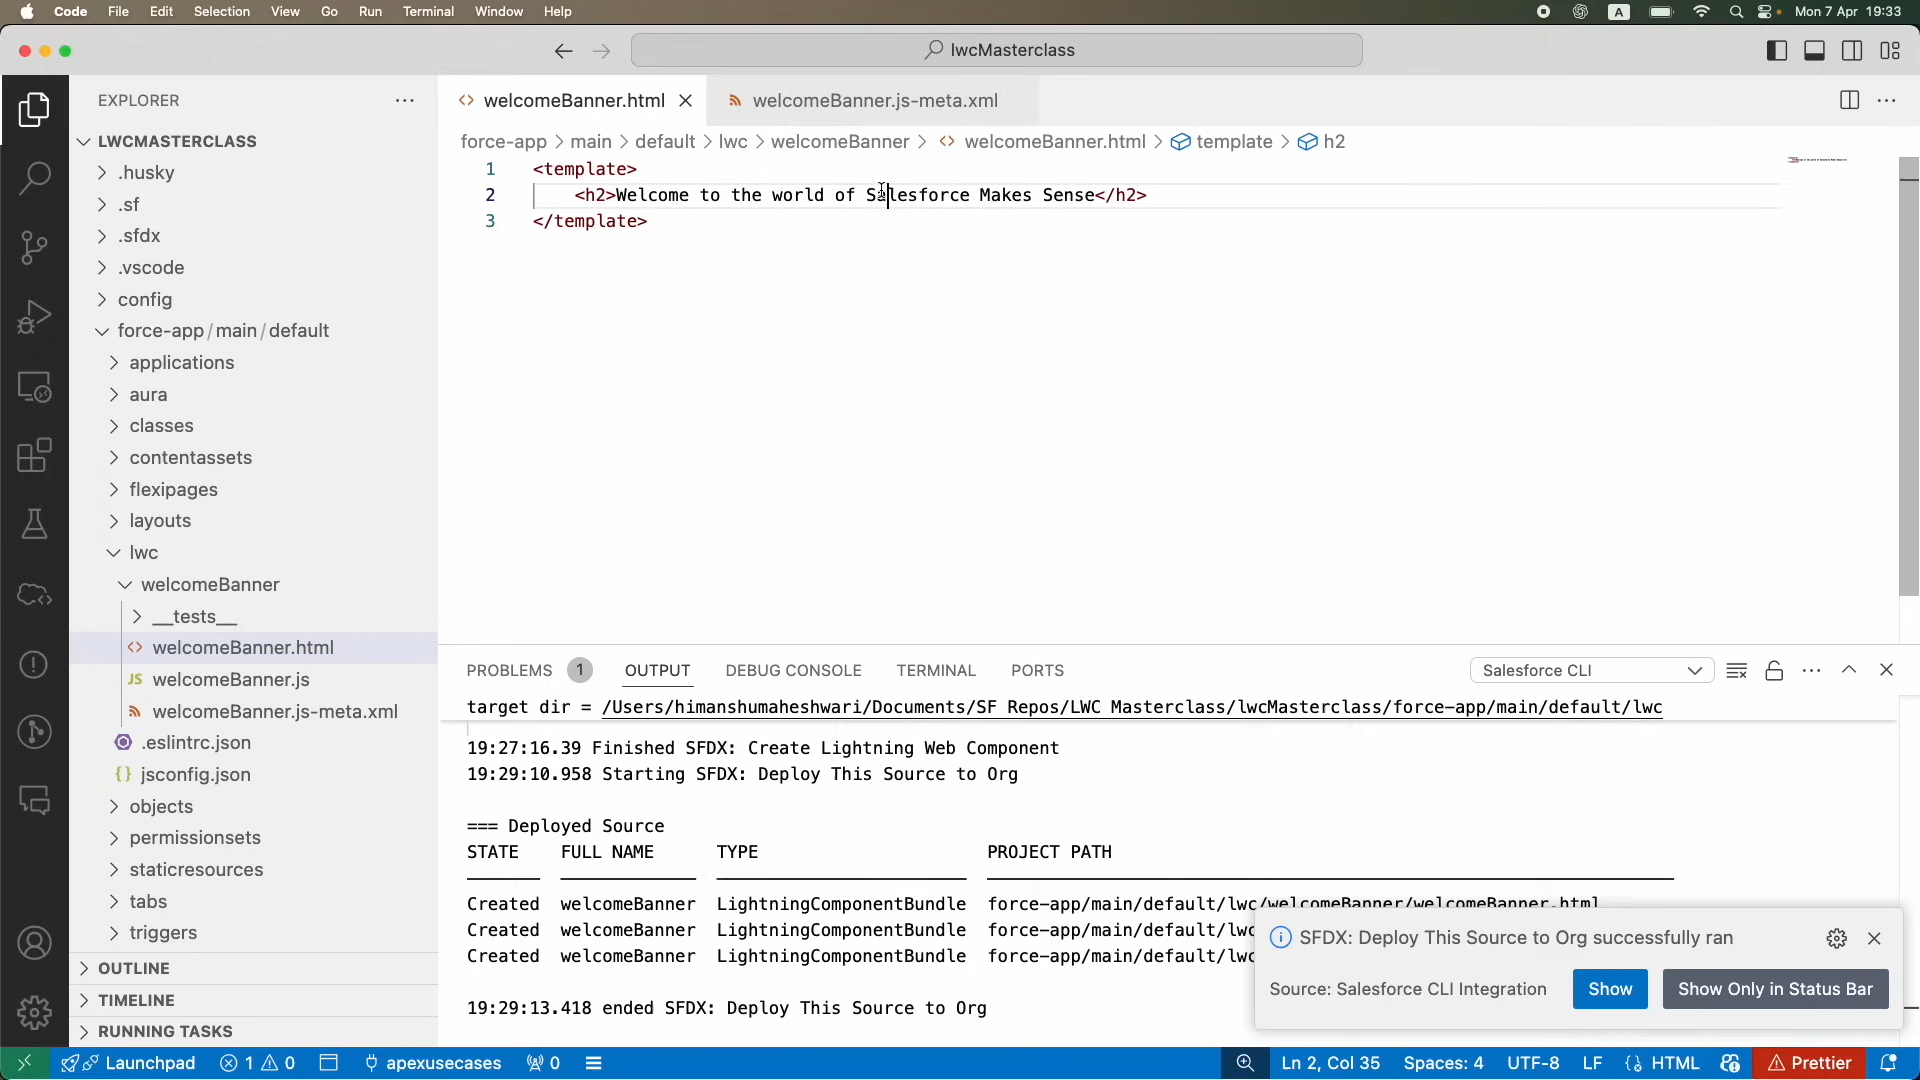 Code File Edit Selection View Go Run Terminal Window Help A Mon 7 Apr 19:33
lwcMasterclass
EXPLORER
LWCMASTERCLASS
.husky
.sf
.sfdx
.vscode
config
force-app/main/default
applications
aura
classes
contentassets
flexipages
layouts
lwc
welcomeBanner
__tests__
<> welcomeBanner.html
JS welcomeBanner.js
welcomeBanner.js-meta.xml
.eslintrc.json
{} jsconfig.json
objects
permissionsets
staticresources
tabs
triggers
OUTLINE
TIMELINE
RUNNING TASKS
<> welcomeBanner.html welcomeBanner.js-meta.xml
force-app > main > default > lwc > welcomeBanner > <> welcomeBanner.html > template > h2
1 <template>
2 <h2>Welcome to the world of Salesforce Makes Sense</h2>
3 </template>
PROBLEMS 1 OUTPUT DEBUG CONSOLE TERMINAL PORTS Salesforce CLI
target dir = /Users/himanshumaheshwari/Documents/SF Repos/LWC Masterclass/lwcMasterclass/force-app/main/default/lwc
19:27:16.39 Finished SFDX: Create Lightning Web Component
19:29:10.958 Starting SFDX: Deploy This Source to Org
=== Deployed Source
STATE FULL NAME TYPE PROJECT PATH
Created welcomeBanner LightningComponentBundle force-app/main/default/lwc/welcomeBanner/welcomeBanner.html
Created welcomeBanner LightningComponentBundle force-app/main/default/lwc
Created welcomeBanner LightningComponentBundle force-app/main/default/lwc
19:29:13.418 ended SFDX: Deploy This Source to Org
SFDX: Deploy This Source to Org successfully ran
Source: Salesforce CLI Integration Show Show Only in Status Bar
Launchpad 1 0 apexusecases 0 Ln 2, Col 35 Spaces: 4 UTF-8 LF {} HTML Prettier